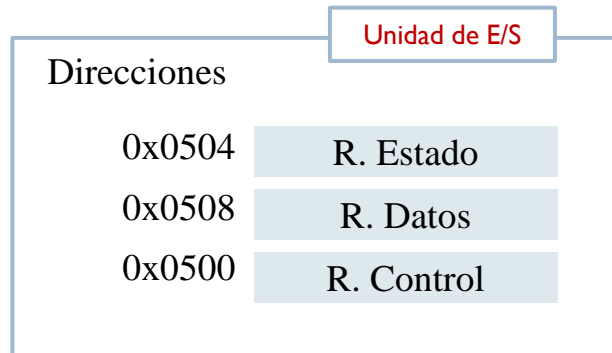 Unidad de E/S
Direcciones
0x0504 R. Estado
0x0508 R. Datos
0x0500 R. Control